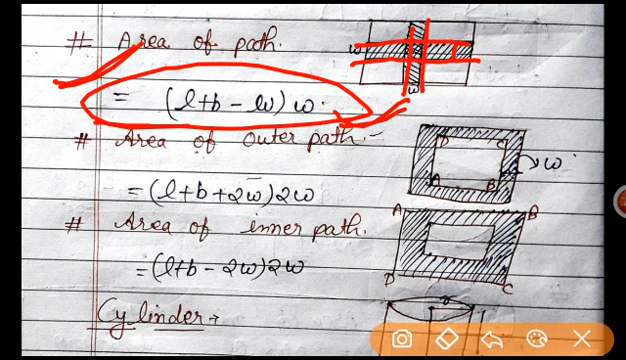 # Area of path.
= (l+b - w) w.
w
w
# Area of outer path:-
= (l+b+2w)2w
D C
A B
w
# Area of inner path.
= (l+b - 2w)2w
A B
D C
Cylinder →
r